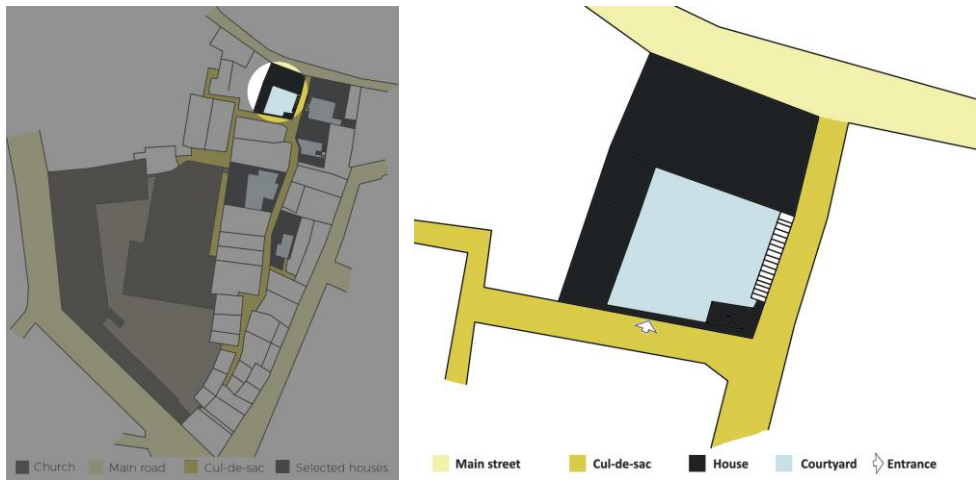 Church Main road Cul-de-sac Selected houses
Main street Cul-de-sac House Courtyard Entrance